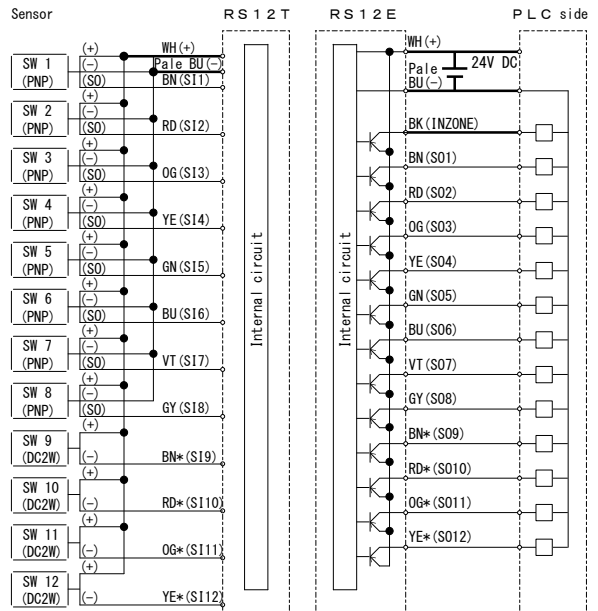 Sensor RS12T RS12E PLC side
(+) WH(+) WH(+)
SW 1 (-) Pale BU(-) Pale 24V DC
(PNP) (SO) BN(SI1) BU(-)
(+)
SW 2 (-)
(PNP) (SO) RD(SI2) BK(INZONE)
(+)
SW 3 (-) BN(SO1)
(PNP) (SO) OG(SI3)
(+) RD(SO2)
SW 4 (-)
(PNP) (SO) YE(SI4) OG(SO3)
(+)
SW 5 (-) YE(SO4)
(PNP) (SO) GN(SI5)
(+) GN(SO5)
SW 6 (-)
(PNP) (SO) BU(SI6) BU(SO6)
(+)
SW 7 (-)
(PNP) (SO) VT(SI7) VT(SO7)
(+)
SW 8 (-)
(PNP) (SO) GY(SI8) GY(SO8)
(+)
SW 9 BN*(SO9)
(DC2W) (-) BN*(SI9)
(+) RD*(SO10)
SW 10
(DC2W) (-) RD*(SI10) OG*(SO11)
(+)
SW 11 YE*(SO12)
(DC2W) (-) OG*(SI11)
(+)
SW 12
(DC2W) (-) YE*(SI12)
Internal circuit
Internal circuit